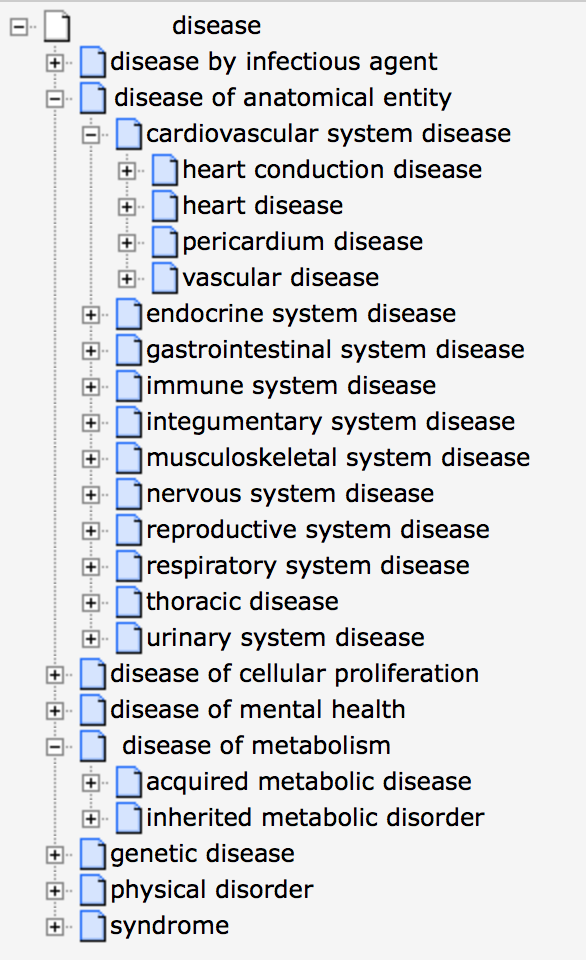 disease
disease by infectious agent
disease of anatomical entity
cardiovascular system disease
heart conduction disease
heart disease
pericardium disease
vascular disease
endocrine system disease
gastrointestinal system disease
immune system disease
integumentary system disease
musculoskeletal system disease
nervous system disease
reproductive system disease
respiratory system disease
thoracic disease
urinary system disease
disease of cellular proliferation
disease of mental health
disease of metabolism
acquired metabolic disease
inherited metabolic disorder
genetic disease
physical disorder
syndrome